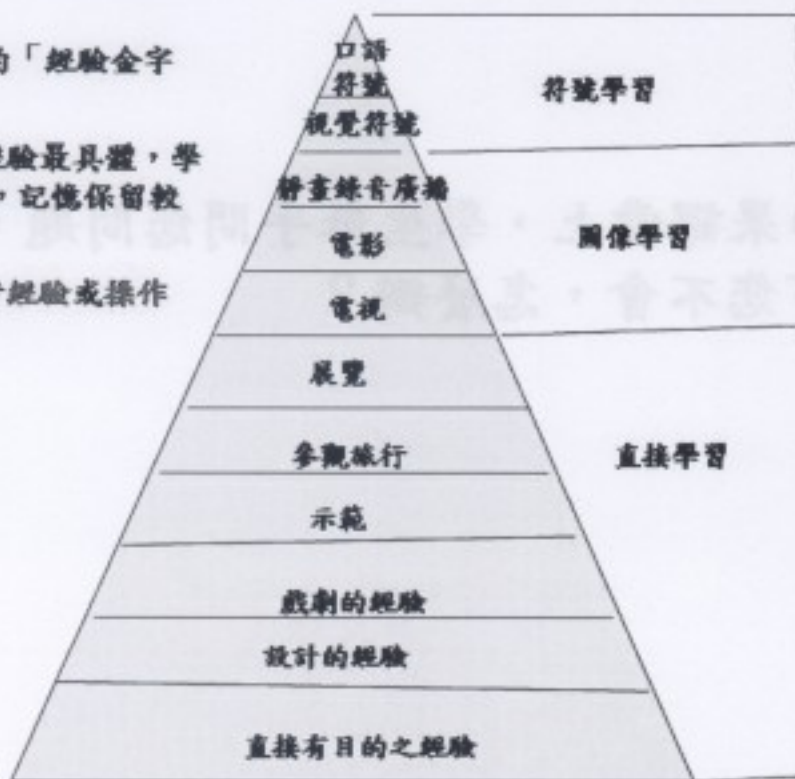 的「經驗金字
經驗最具體,學
,記憶保留較
經驗或操作
口語
符號
視覺符號
靜畫錄音廣播
電影
電視
展覽
參觀旅行
示範
戲劇的經驗
設計的經驗
直接有目的之經驗
符號學習
圖像學習
直接學習